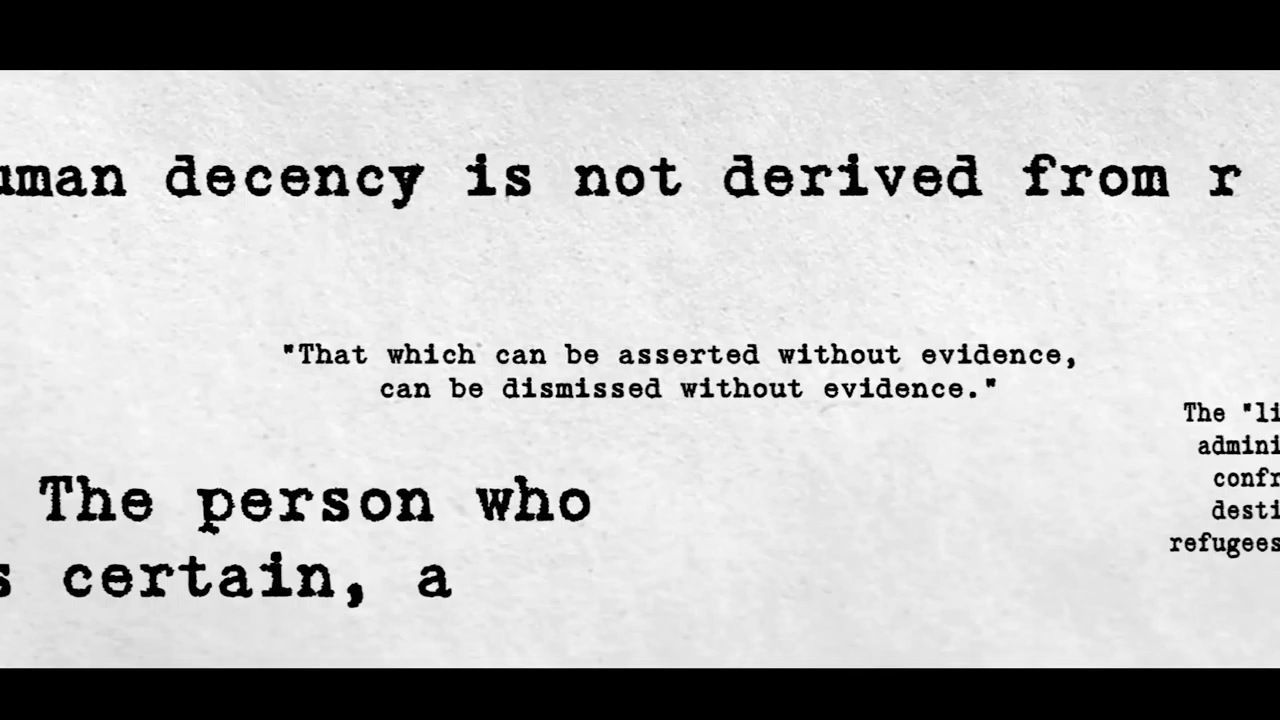 uman decency is not derived from r
"That which can be asserted without evidence,
can be dismissed without evidence."
The "li
admini
confr
desti
refugees
The person who
s certain, a